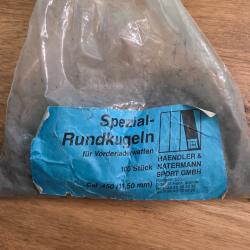 Spezial-
Rundkugeln
für Vorderladerwaffen
100 Stück
Cal .450 (11,50 mm)
HAENDLER &
NATERMANN
SPORT GMBH